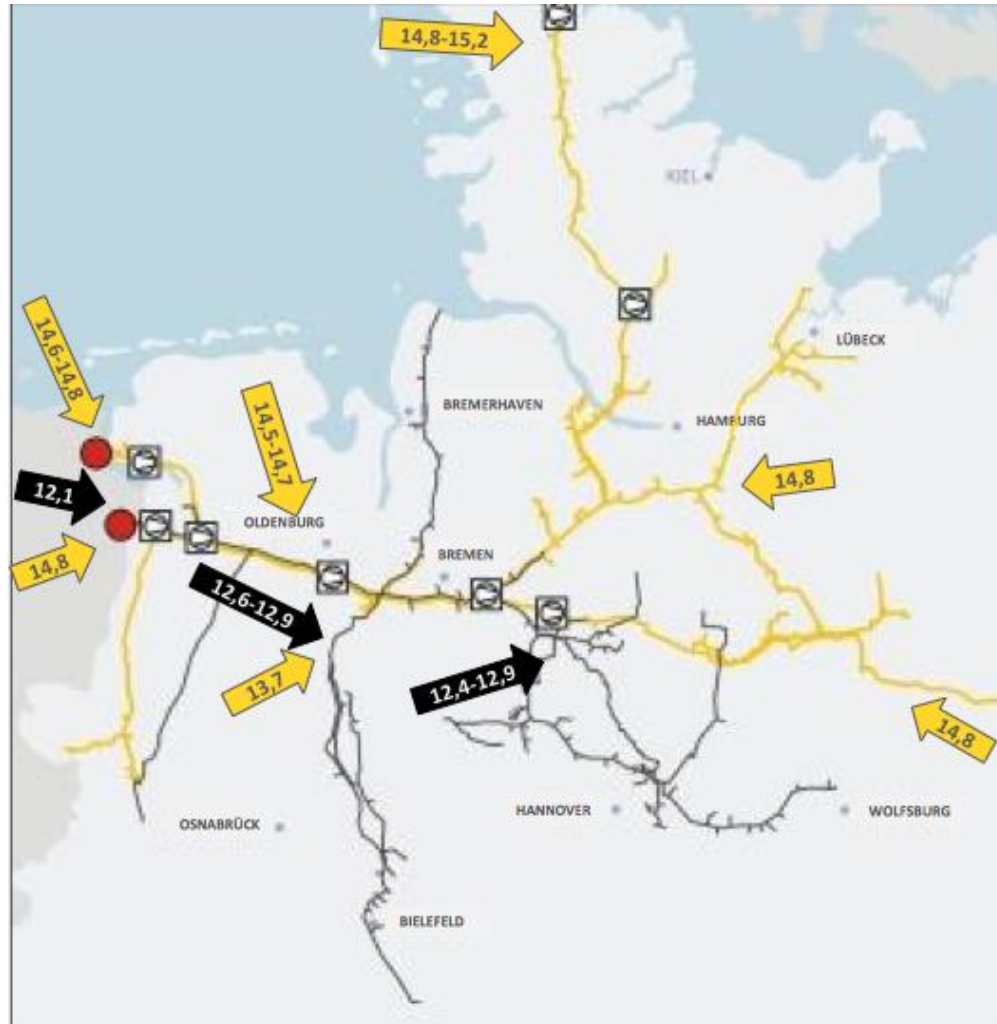 14,8-15,2
KIEL
14,6-14,8
LÜBECK
14,5-14,7
BREMERHAVEN
HAMBURG
12,1
14,8
OLDENBURG
14,8
BREMEN
12,6-12,9
13,7
12,4-12,9
14,8
OSNABRÜCK
HANNOVER
WOLFSBURG
BIELEFELD